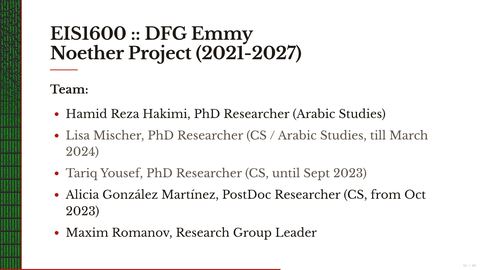 EIS1600 :: DFG Emmy
Noether Project (2021-2027)
Team:
• Hamid Reza Hakimi, PhD Researcher (Arabic Studies)
• Lisa Mischer, PhD Researcher (CS / Arabic Studies, till March
2024)
• Tariq Yousef, PhD Researcher (CS, until Sept 2023)
• Alicia González Martínez, PostDoc Researcher (CS, from Oct
2023)
• Maxim Romanov, Research Group Leader